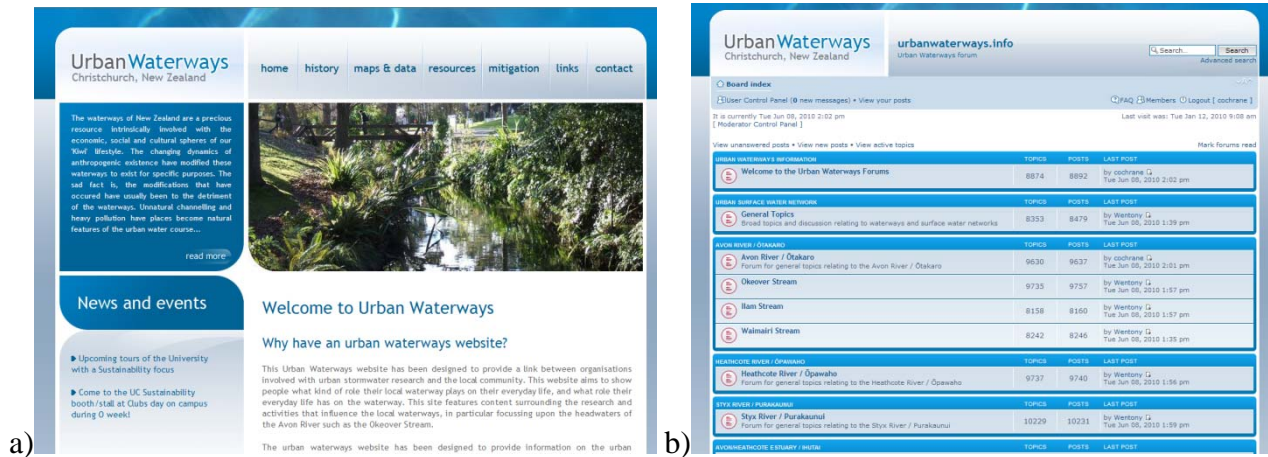 UrbanWaterways
Christchurch, New Zealand
home history maps & data resources mitigation links contact
The waterways of New Zealand are a precious
resource intrinsically involved with the
economic, social and cultural spheres of our
'Kiwi' lifestyle. The changing dynamics of
anthropogenic existence have modified these
waterways to exist for specific purposes. The
sad fact is, the modifications that have
occured have usually been to the detriment
of the waterways. Unnatural channelling and
heavy pollution have places become natural
features of the urban water course...
read more
News and events
Upcoming tours of the University
with a Sustainability focus
Come to the UC Sustainability
booth/stall at Clubs day on campus
during O week!
Welcome to Urban Waterways
Why have an urban waterways website?
This Urban Waterways website has been designed to provide a link between organisations
involved with urban stormwater research and the local community. This website aims to show
people what kind of role their local waterway plays on their everyday life, and what role their
everyday life has on the waterway. This site features content surrounding the research and
activities that influence the local waterways, in particular focussing upon the headwaters of
the Avon River such as the Okeover Stream.
The urban waterways website has been designed to provide information on the urban
a)
UrbanWaterways
Christchurch, New Zealand
urbanwaterways.info
Urban Waterways forum
Search... Search
Advanced search
Board index
User Control Panel (0 new messages) • View your posts
FAQ Members Logout [ cochrane ]
It is currently Tue Jun 08, 2010 2:02 pm
Last visit was: Tue Jan 12, 2010 9:08 am
[ Moderator Control Panel ]
View unanswered posts • View new posts • View active topics
Mark forums read
URBAN WATERWAYS INFORMATION TOPICS POSTS LAST POST
Welcome to the Urban Waterways Forums 8874 8892 by cochrane
Tue Jun 08, 2010 2:02 pm
URBAN SURFACE WATER NETWORK TOPICS POSTS LAST POST
General Topics 8353 8479 by Wentony
Broad topics and discussion relating to waterways and surface water networks Tue Jun 08, 2010 1:39 pm
AVON RIVER / ŌTAKARO TOPICS POSTS LAST POST
Avon River / Ōtakaro 9630 9637 by cochrane
Forum for general topics relating to the Avon River / Ōtakaro Tue Jun 08, 2010 2:01 pm
Okeover Stream 9735 9757 by Wentony
Tue Jun 08, 2010 1:57 pm
Ilam Stream 8158 8160 by Wentony
Tue Jun 08, 2010 1:57 pm
Waimairi Stream 8242 8246 by Wentony
Tue Jun 08, 2010 1:35 pm
HEATHCOTE RIVER / ŌPAWAHO TOPICS POSTS LAST POST
Heathcote River / Ōpawaho 9737 9740 by Wentony
Forum for general topics relating to the Heathcote River / Ōpawaho Tue Jun 08, 2010 1:56 pm
STYX RIVER / PURAKAUNUI TOPICS POSTS LAST POST
Styx River / Purakaunui 10229 10231 by Wentony
Forum for general topics relating to the Styx River / Purakaunui Tue Jun 08, 2010 1:59 pm
AVON/HEATHCOTE ESTUARY / IHUTAI TOPICS POSTS LAST POST
b)